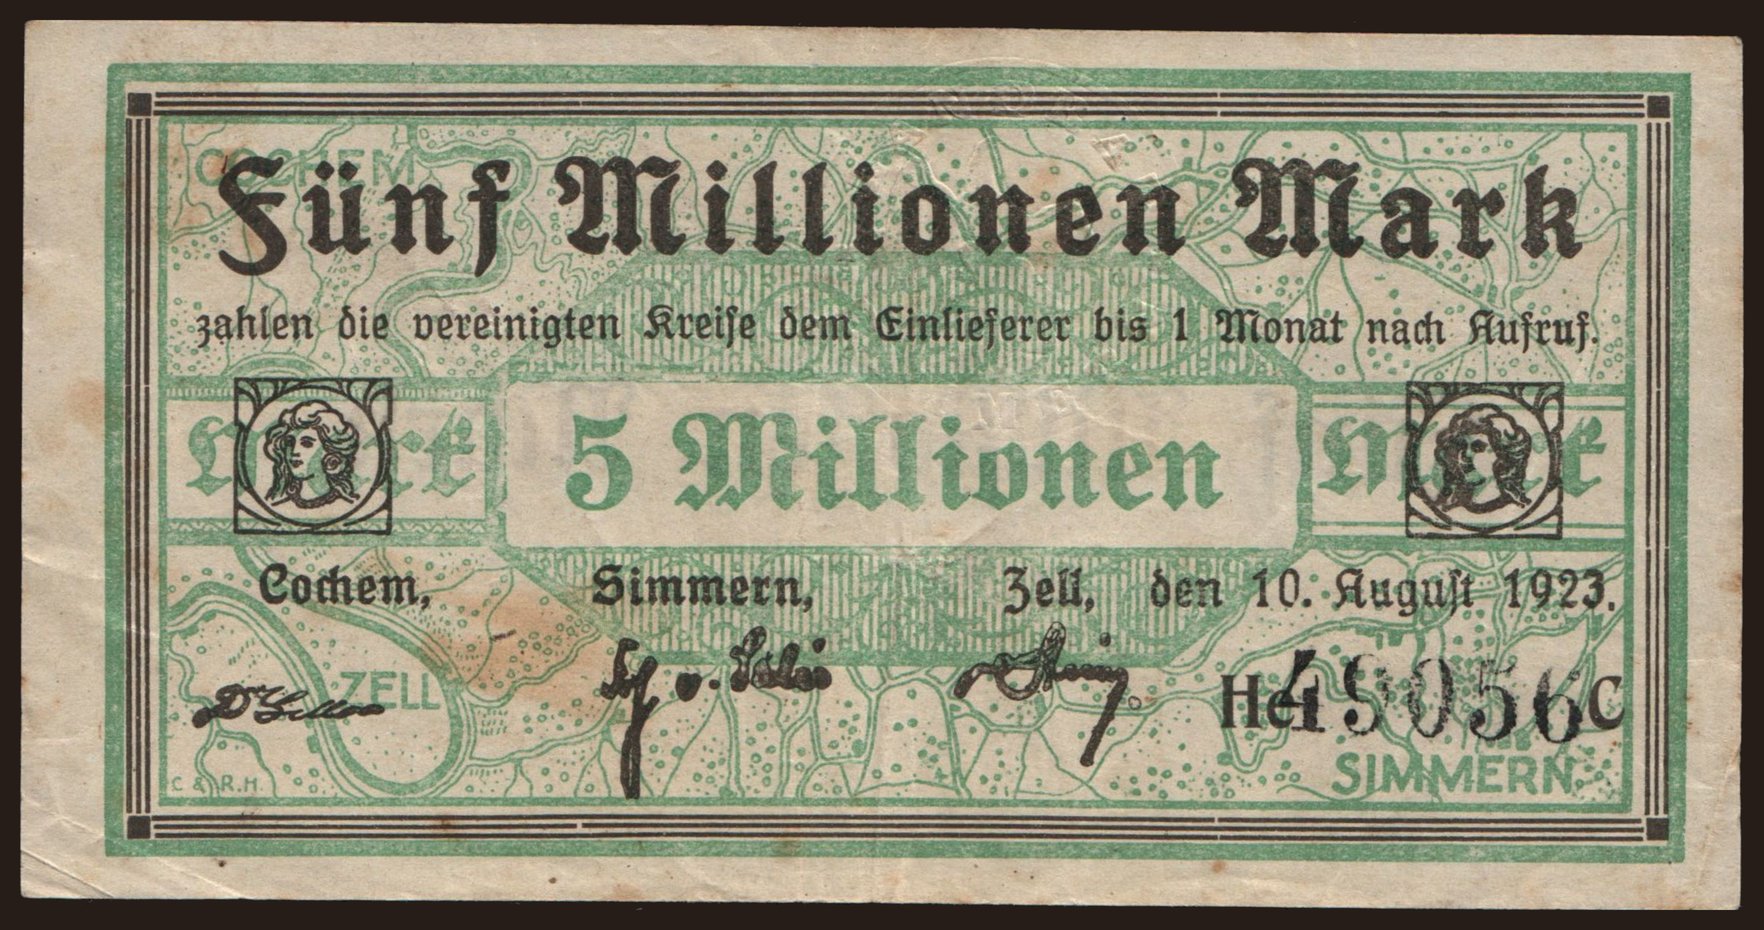 COCHEM
Fünf Millionen Mark
zahlen die vereinigten Kreise dem Einlieferer bis 1 Monat nach Aufruf.
Mark 5 Millionen Mark
Cochem, Simmern, Zell, den 10. August 1923.
ZELL
49056 C
SIMMERN
C & R.H.